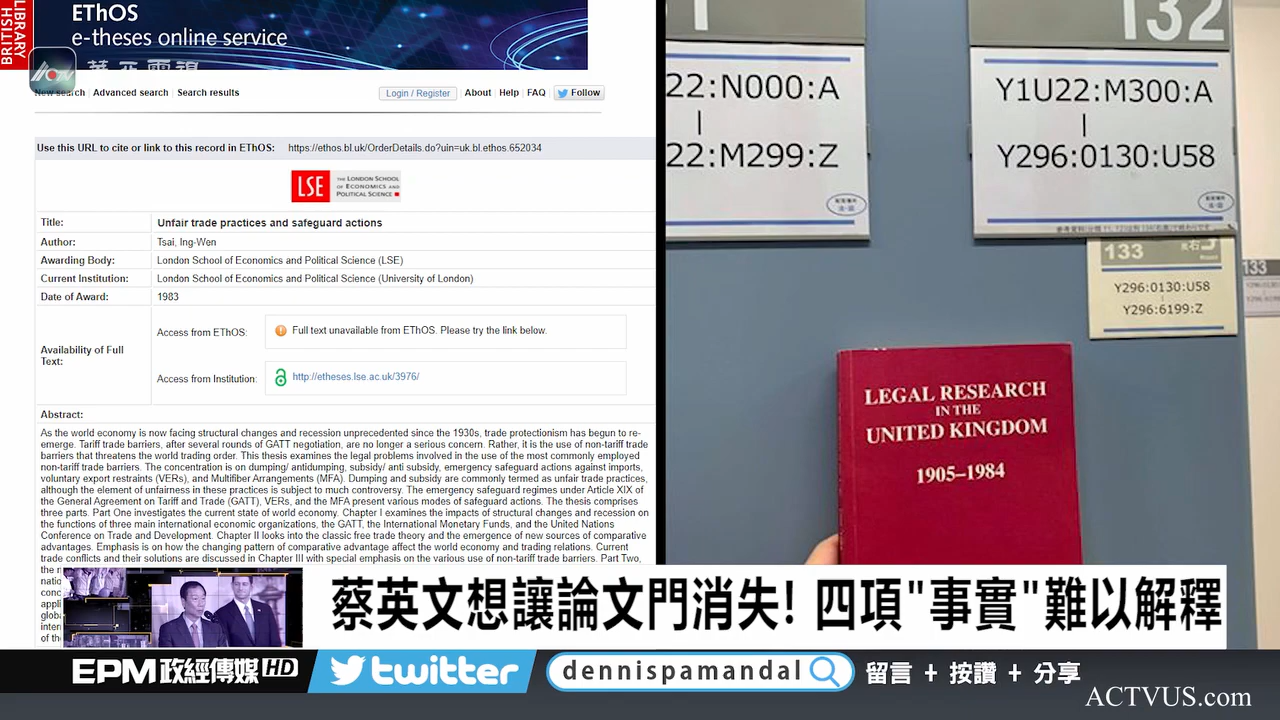 BRITISH
LIBRARY
EThOS
e-theses online service
華亞電視
New search Advanced search Search results
Login / Register
About Help FAQ Follow
Use this URL to cite or link to this record in EThOS: https://ethos.bl.uk/OrderDetails.do?uin=uk.bl.ethos.652034
LSE THE LONDON SCHOOL
OF ECONOMICS AND
POLITICAL SCIENCE
Title: Unfair trade practices and safeguard actions
Author: Tsai, Ing-Wen
Awarding Body: London School of Economics and Political Science (LSE)
Current Institution: London School of Economics and Political Science (University of London)
Date of Award: 1983
Availability of Full
Text:
Access from EThOS: Full text unavailable from EThOS. Please try the link below.
Access from Institution: http://etheses.lse.ac.uk/3976/
Abstract:
As the world economy is now facing structural changes and recession unprecedented since the 1930s, trade protectionism has begun to re-
emerge. Tariff trade barriers, after several rounds of GATT negotiation, are no longer a serious concern. Rather, it is the use of non-tariff trade
barriers that threatens the world trading order. This thesis examines the legal problems involved in the use of the most commonly employed
non-tariff trade barriers. The concentration is on dumping/ antidumping, subsidy/ anti subsidy, emergency safeguard actions against imports,
voluntary export restraints (VERs), and Multifiber Arrangements (MFA). Dumping and subsidy are commonly termed as unfair trade practices,
although the element of unfairness in these practices is subject to much controversy. The emergency safeguard regimes under Article XIX of
the General Agreement on Tariff and Trade (GATT), VERs, and the MFA present various modes of safeguard actions. The thesis comprises
three parts. Part One investigates the current state of world economy. Chapter I examines the impacts of structural changes and recession on
the functions of three main international economic organizations, the GATT, the International Monetary Funds, and the United Nations
Conference on Trade and Development. Chapter II looks into the classic free trade theory and the emergence of new sources of comparative
advantages. Emphasis is on how the changing pattern of comparative advantage affect the world economy and trading relations. Current
trade conflicts and their solutions are discussed in Chapter III with special emphasis on the various use of non-tariff trade barriers. Part Two,
132
22:N000:A
22:M299:Z
Y1U22:M300:A
Y296:0130:U58
133
Y296:0130:U58
Y296:6199:Z
133
LEGAL RESEARCH
IN THE
UNITED KINGDOM
1905–1984
蔡英文想讓論文門消失! 四項"事實"難以解釋
EPM政經傳媒HD
twitter
dennispamandal
留言 + 按讚 + 分享
ACTVUS.com